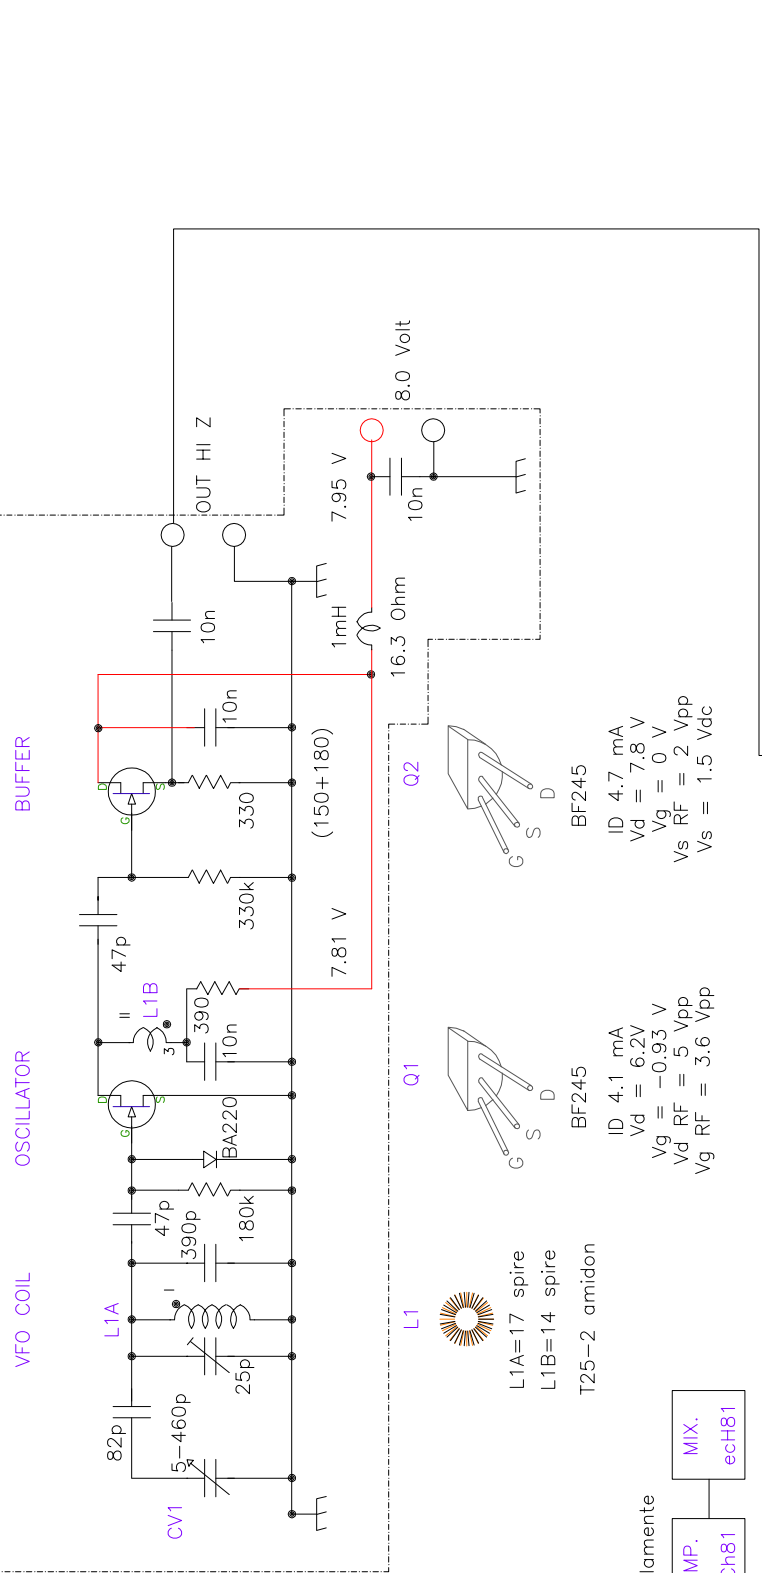 VFO COIL
OSCILLATOR
BUFFER
CV1
5-460p
82p
25p
L1A
I
390p
47p
180k
BA220
G
D
S
10n
390
3
II
L1B
47p
330k
G
D
S
330
(150+180)
10n
10n
OUT HI Z
7.81 V
1mH
16.3 Ohm
7.95 V
10n
8.0 Volt
L1
L1A=17 spire
L1B=14 spire
T25-2 amidon
Q1
G
S
D
BF245
ID 4.1 mA
Vd = 6.2V
Vg = -0.93 V
Vd RF = 5 Vpp
Vg RF = 3.6 Vpp
Q2
G
S
D
BF245
ID 4.7 mA
Vd = 7.8 V
Vg = 0 V
Vs RF = 2 Vpp
Vs = 1.5 Vdc
lamente
MP.
Ch81
MIX.
ecH81